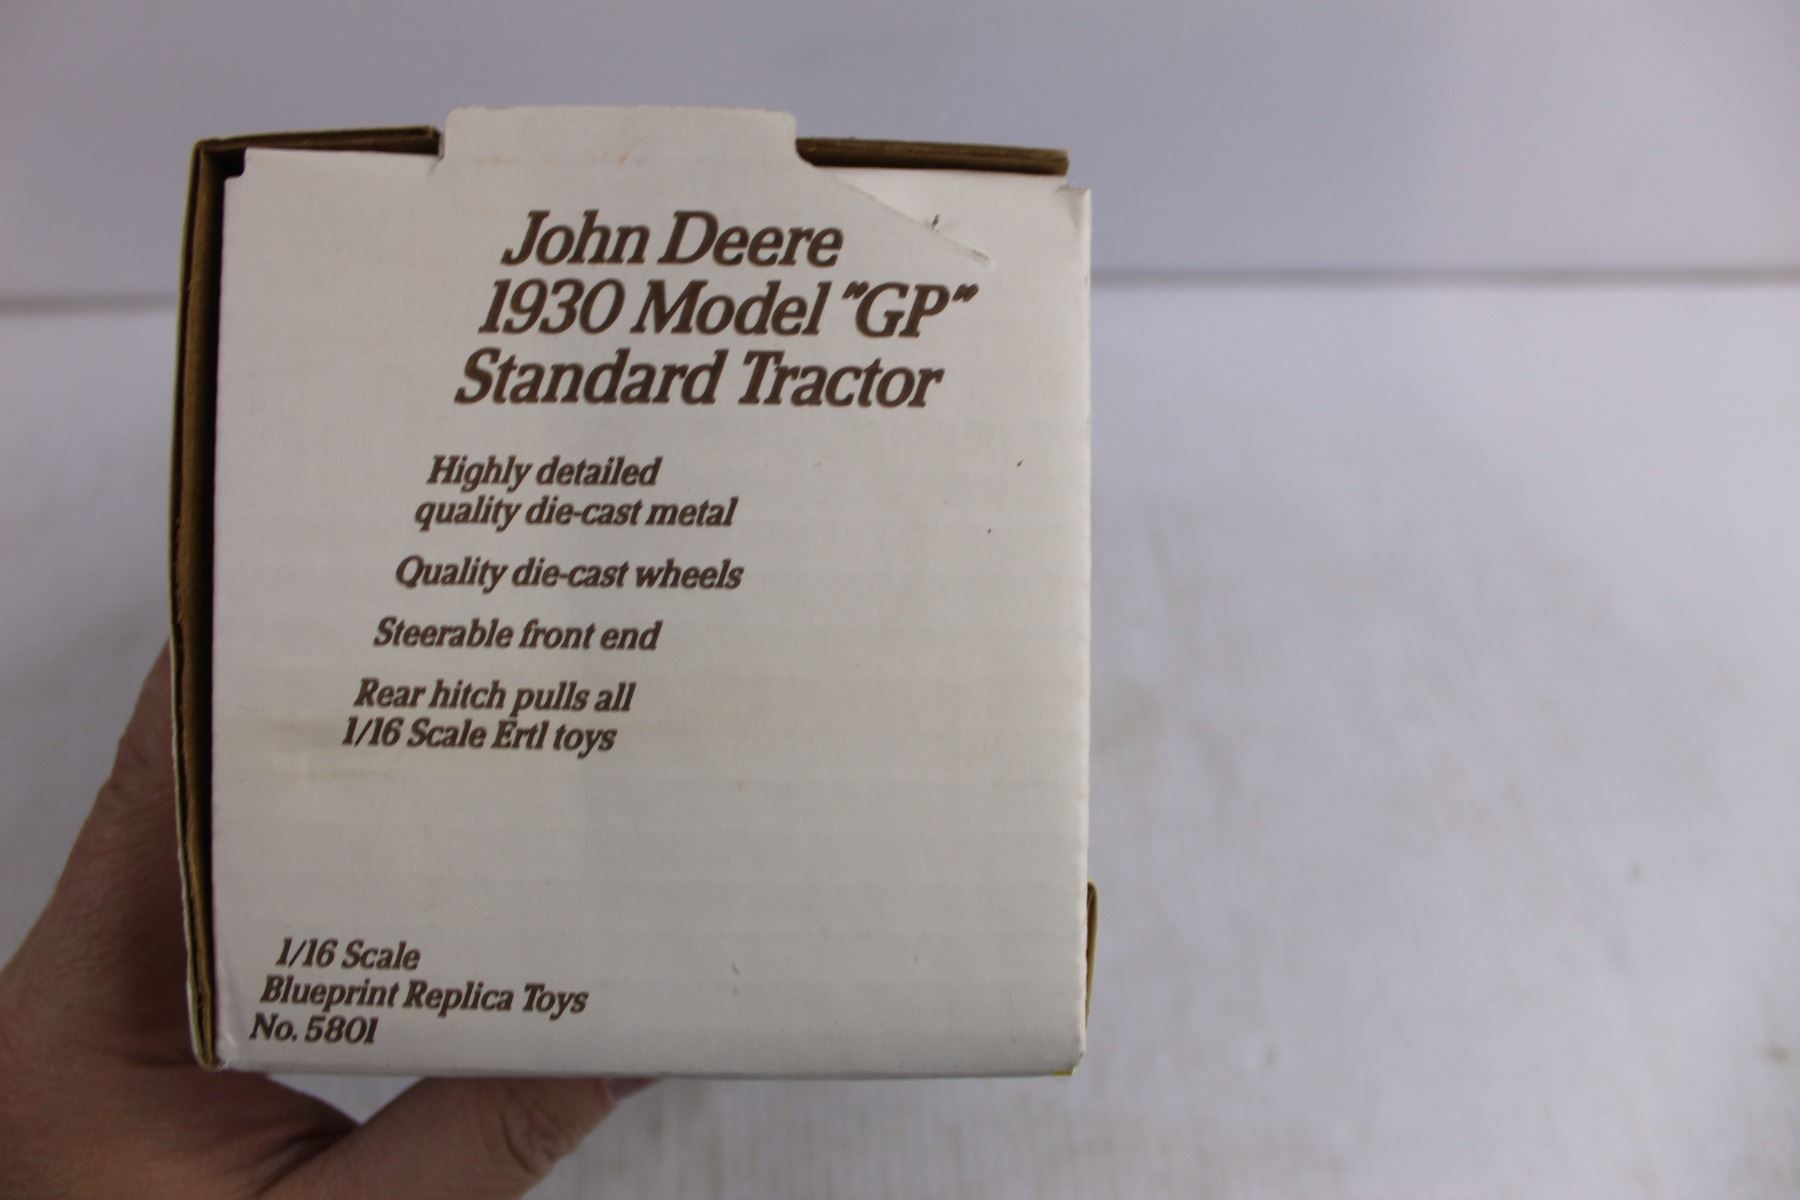 John Deere
1930 Model "GP"
Standard Tractor
Highly detailed
quality die-cast metal
Quality die-cast wheels
Steerable front end
Rear hitch pulls all
1/16 Scale Ertl toys
1/16 Scale
Blueprint Replica Toys
No. 5801